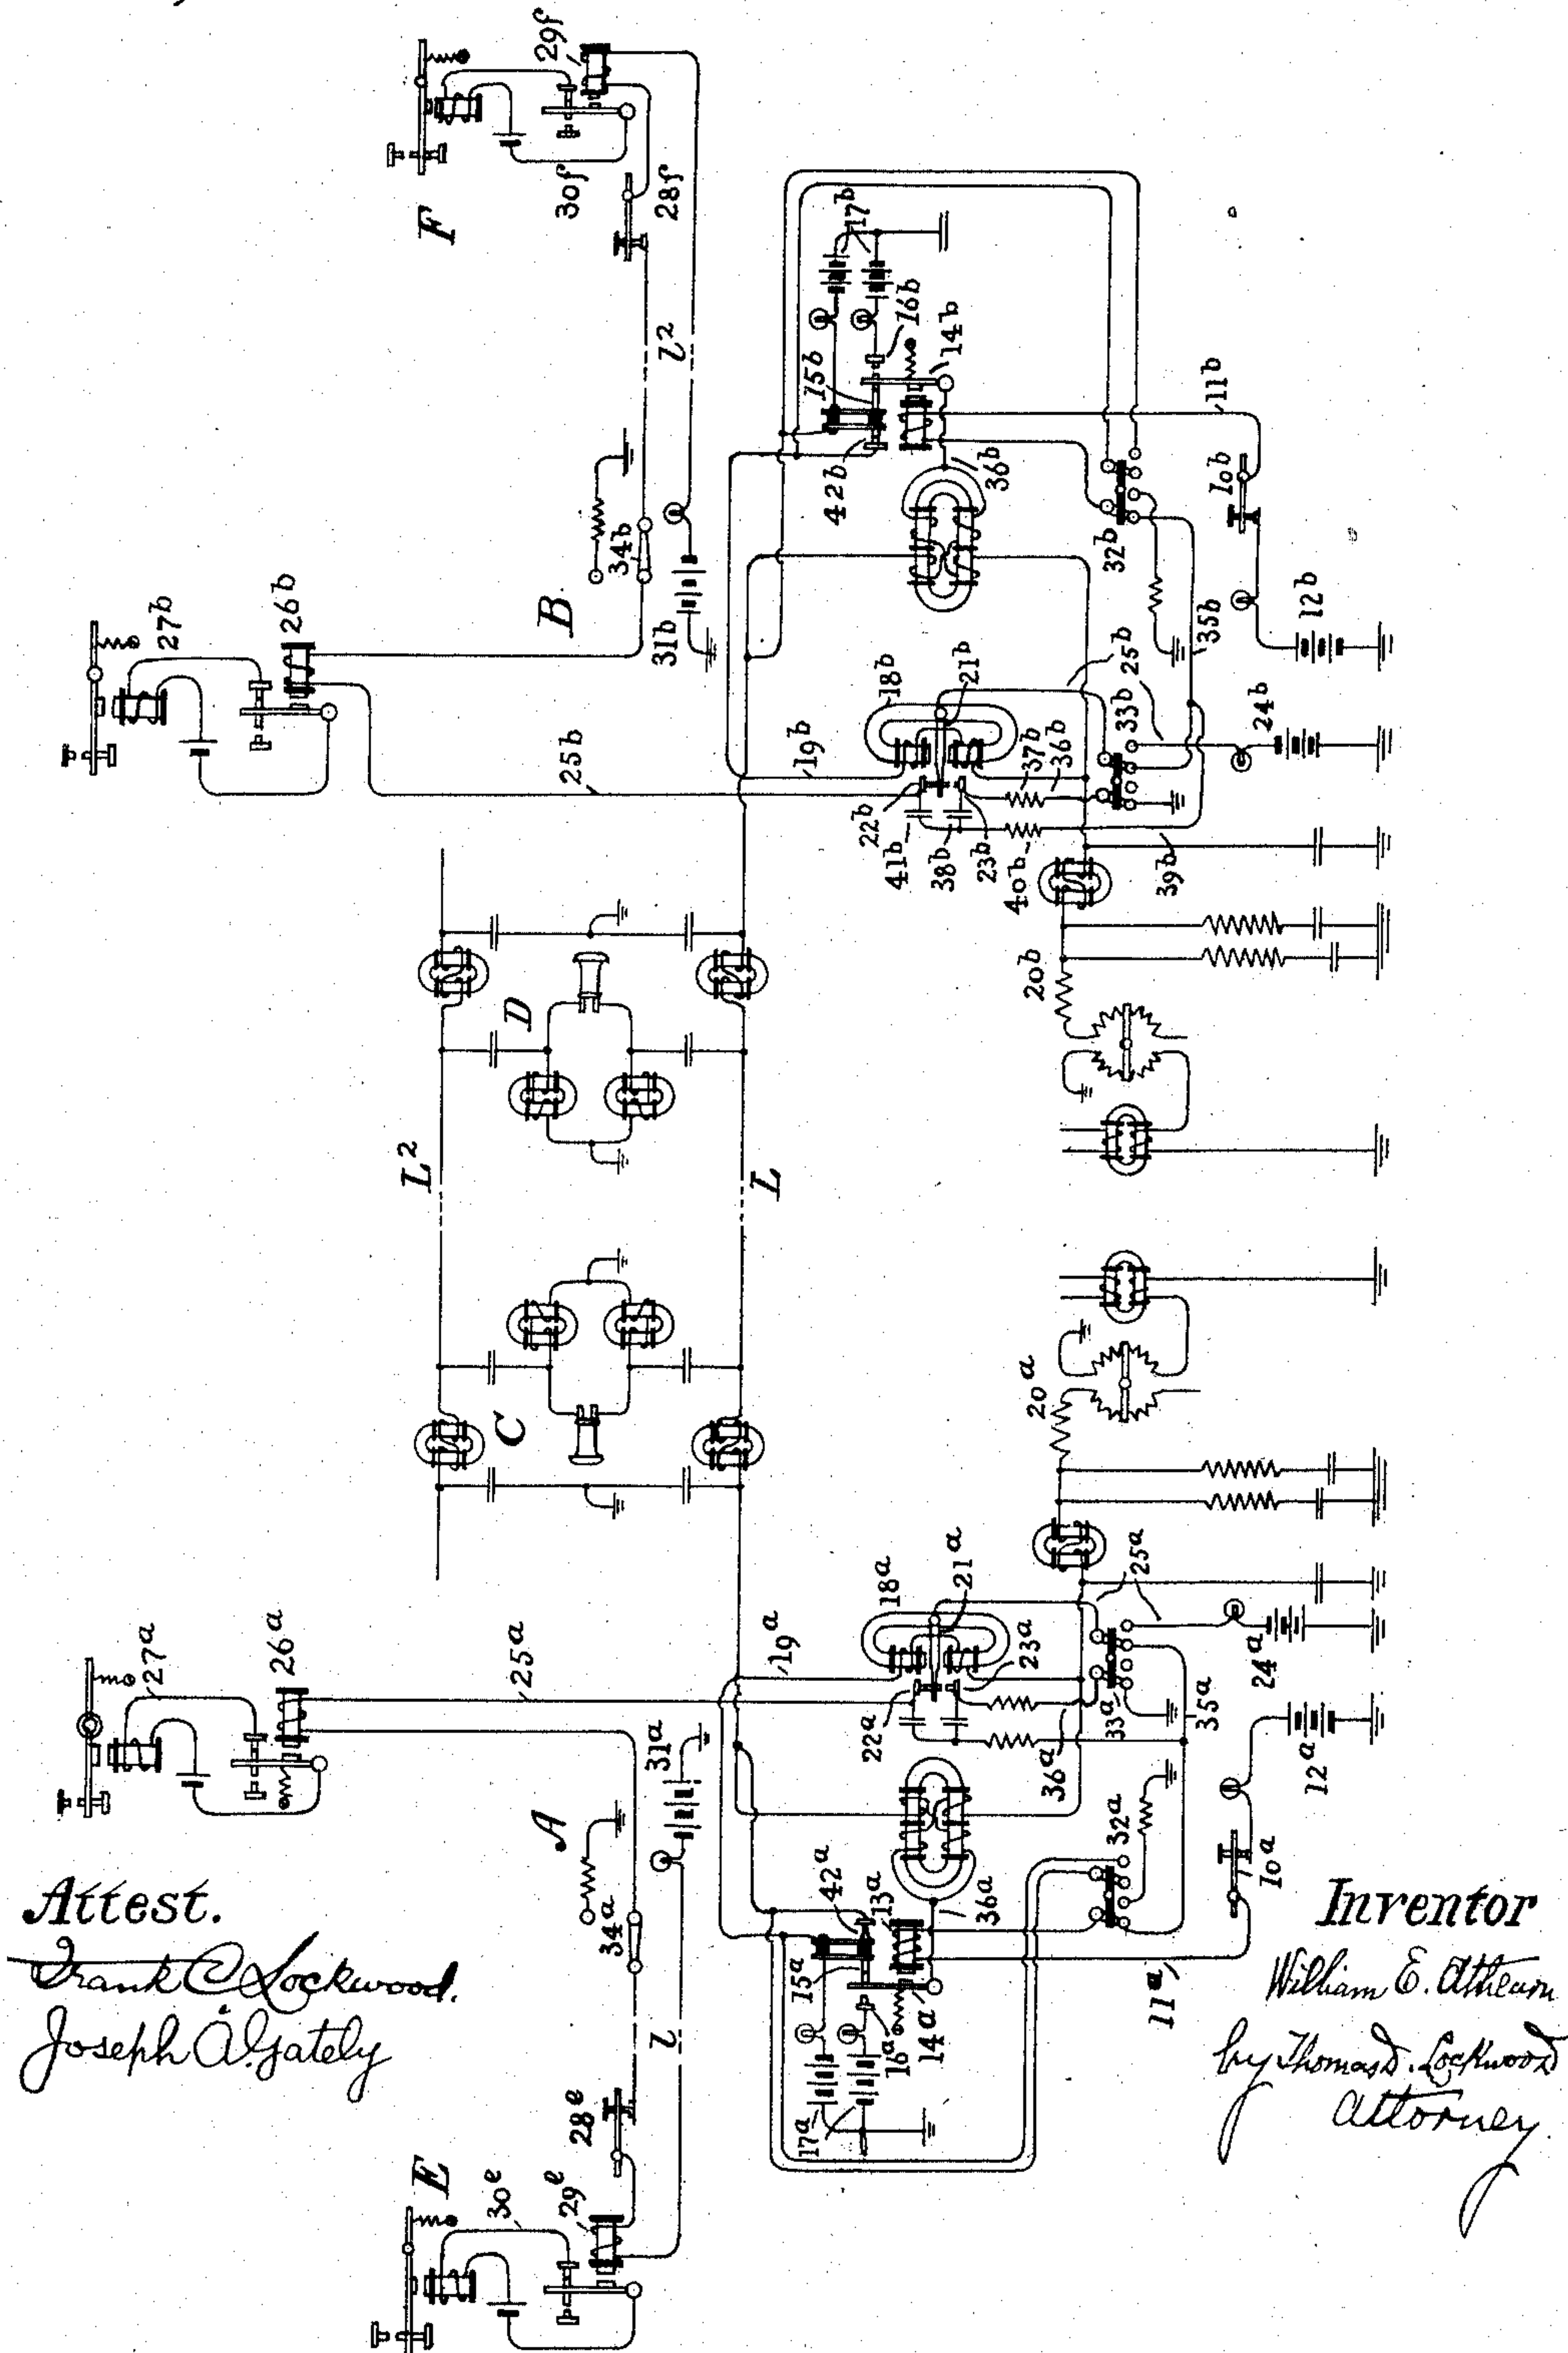 F
29f
30f
28f
l²
27b
26b
34b
B
31b
25b
17b
16b
15b
14b
42b
36b
11b
10b
32b
12b
35b
25b
18b
21b
19b
33b
24b
37b
36b
22b
41b
38b
23b
40b
39b
20b
D
L²
L
C
20a
27a
26a
25a
18a
21a
19a
25a
23a
24a
22a
33a
35a
36a
31a
A
34a
12a
32a
10a
42a
13a
36a
15a
16a
14a
17a
11a
l
28e
E
30e
29e
Attest.
Frank C. Lockwood.
Joseph A. Gately
Inventor
William E. Athearn
by Thomas D. Lockwood
Attorney